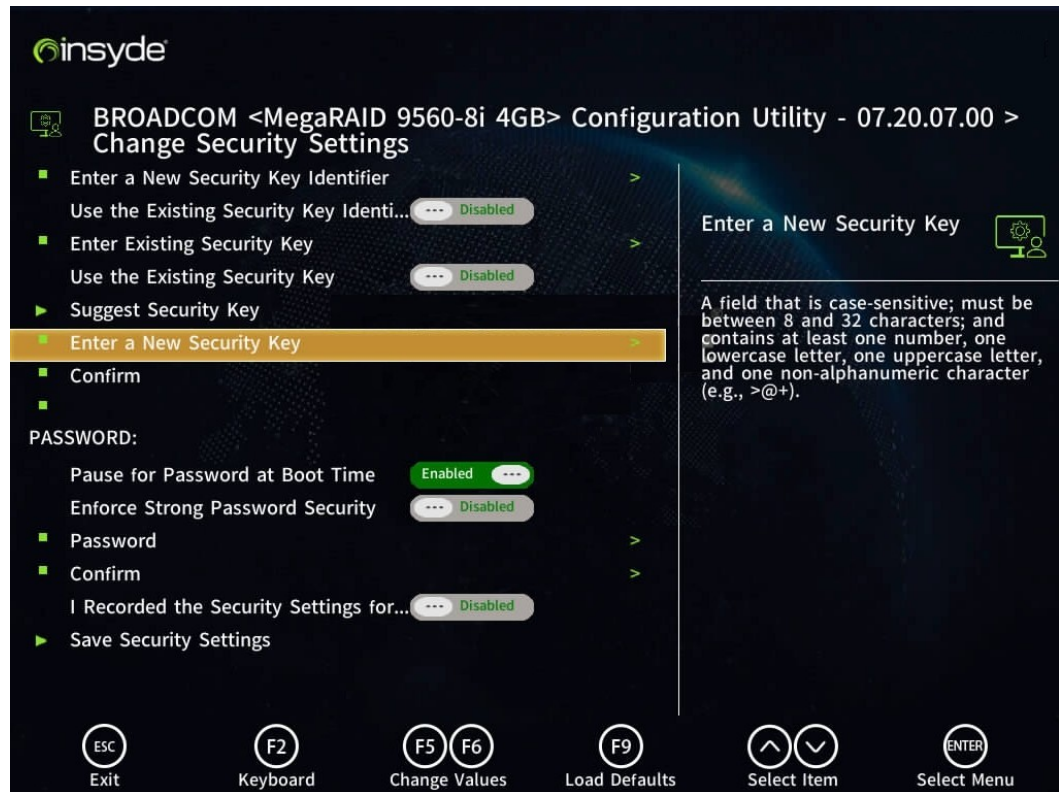 insyde
BROADCOM <MegaRAID 9560-8i 4GB> Configuration Utility - 07.20.07.00 >
Change Security Settings
Enter a New Security Key Identifier >
Use the Existing Security Key Identi... Disabled
Enter Existing Security Key >
Use the Existing Security Key Disabled
Suggest Security Key
Enter a New Security Key >
Confirm
PASSWORD:
Pause for Password at Boot Time Enabled
Enforce Strong Password Security Disabled
Password >
Confirm >
I Recorded the Security Settings for... Disabled
Save Security Settings
Enter a New Security Key
A field that is case-sensitive; must be
between 8 and 32 characters; and
contains at least one number, one
lowercase letter, one uppercase letter,
and one non-alphanumeric character
(e.g., >@+).
ESC F2 F5 F6 F9 ENTER
Exit Keyboard Change Values Load Defaults Select Item Select Menu